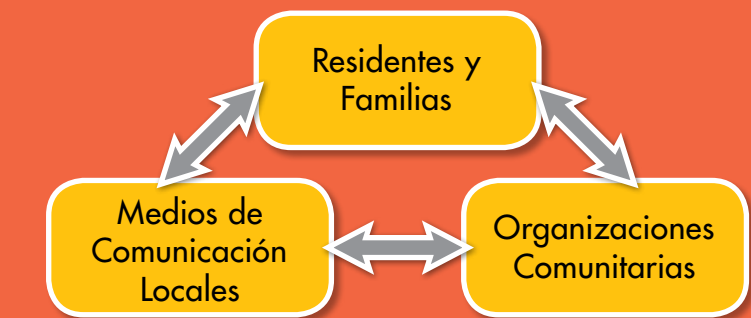 Residentes y
Familias
Medios de
Comunicación
Locales
Organizaciones
Comunitarias